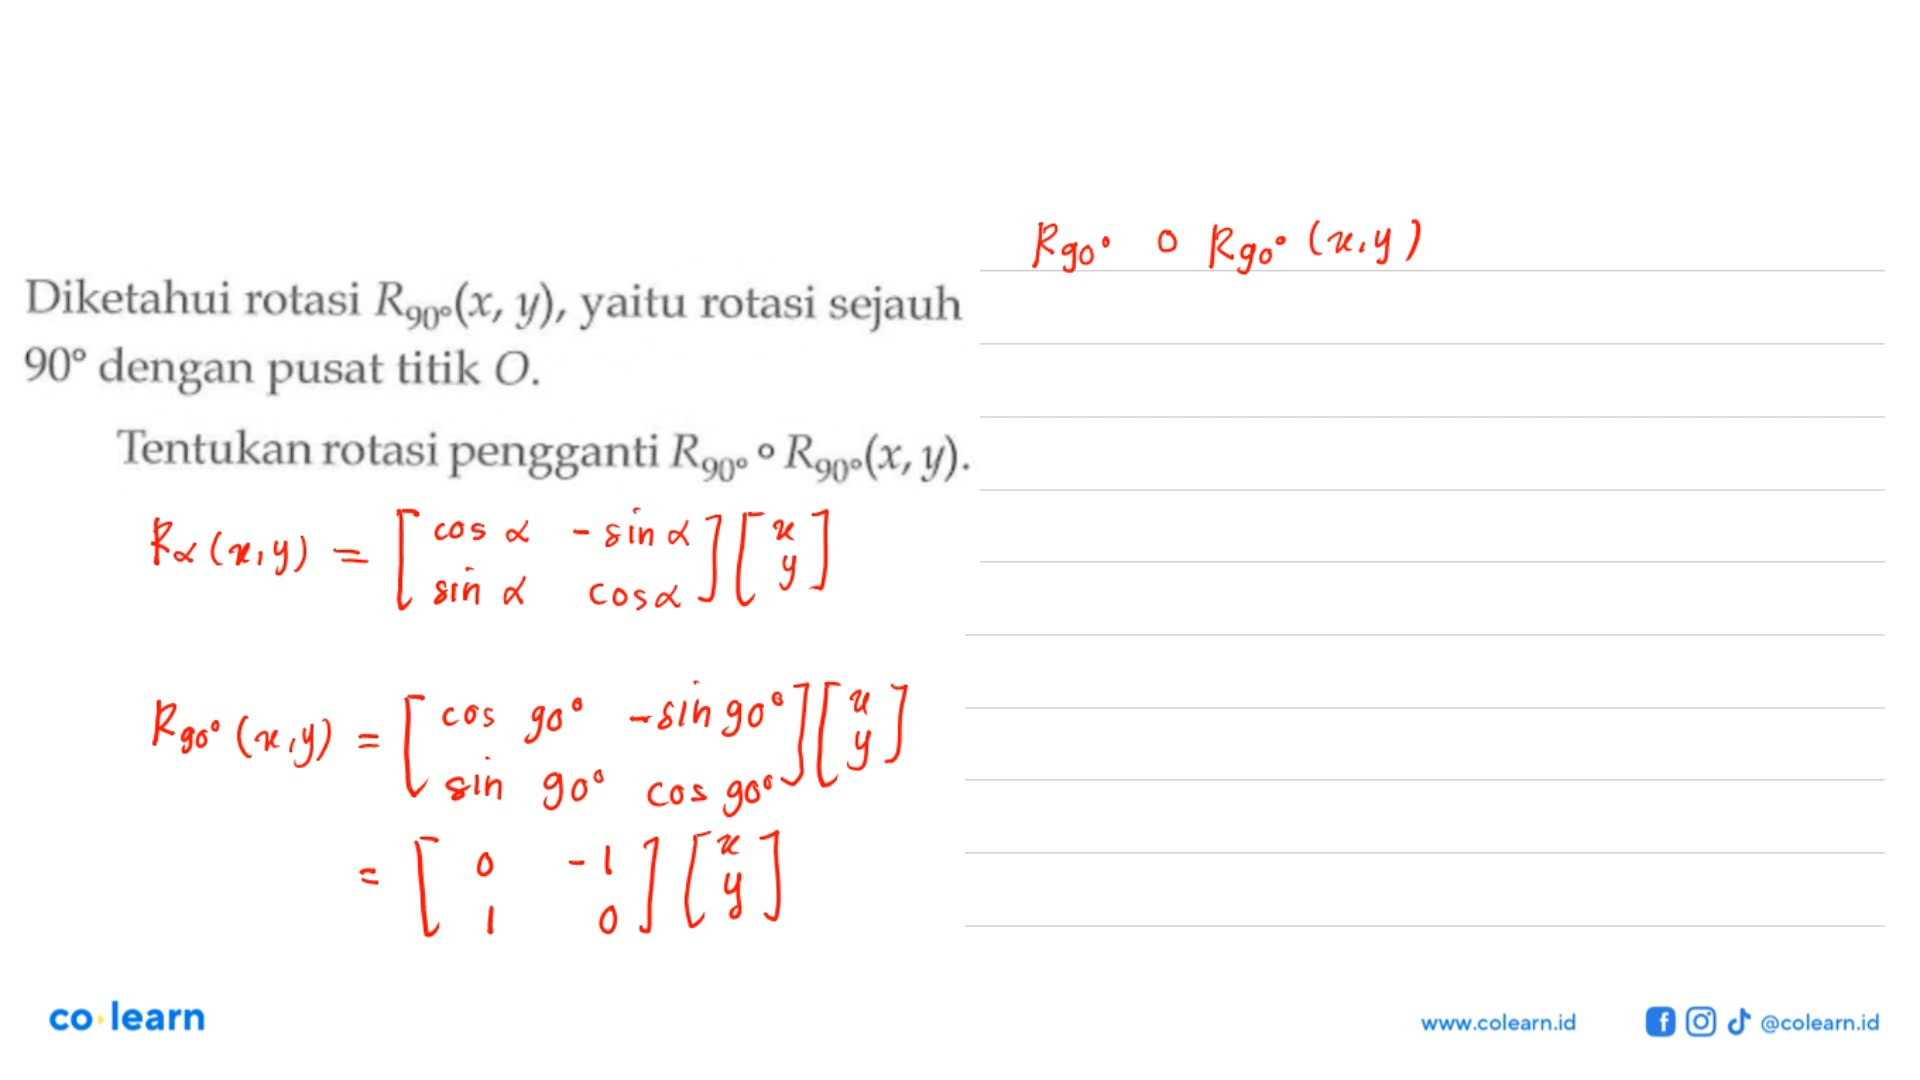 Diketahui rotasi R90°(x, y), yaitu rotasi sejauh
90° dengan pusat titik O.
Tentukan rotasi pengganti R90° ∘ R90°(x, y).
Rα(x,y) = [cos α -sin α
sin α cos α] [x
y]
R90°(x,y) = [cos 90° -sin 90°
sin 90° cos 90°] [x
y]
= [0 -1
1 0] [x
y]
R90° ∘ R90°(x,y)
co learn
www.colearn.id
@colearn.id